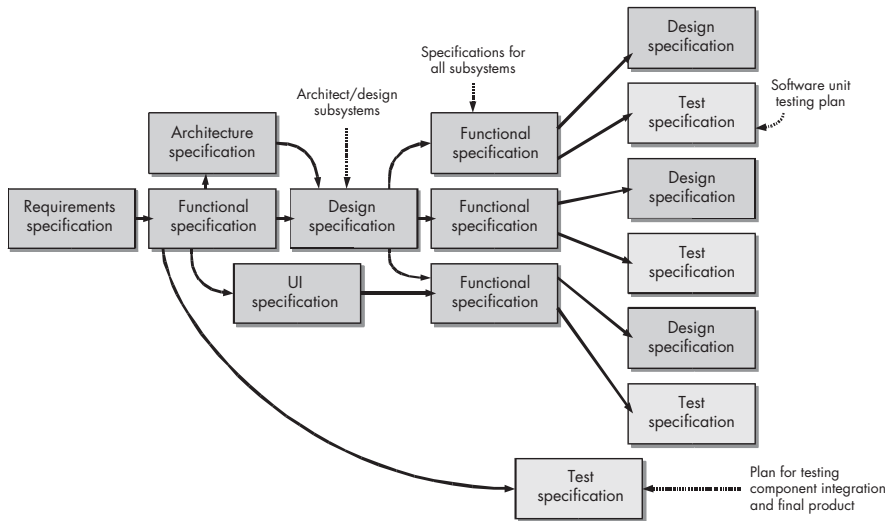 Design
specification
Specifications for
all subsystems
Software unit
testing plan
Architect/design
subsystems
Test
specification
Architecture
specification
Functional
specification
Design
specification
Requirements
specification
Functional
specification
Design
specification
Functional
specification
Test
specification
UI
specification
Functional
specification
Design
specification
Test
specification
Test
specification
Plan for testing
component integration
and final product